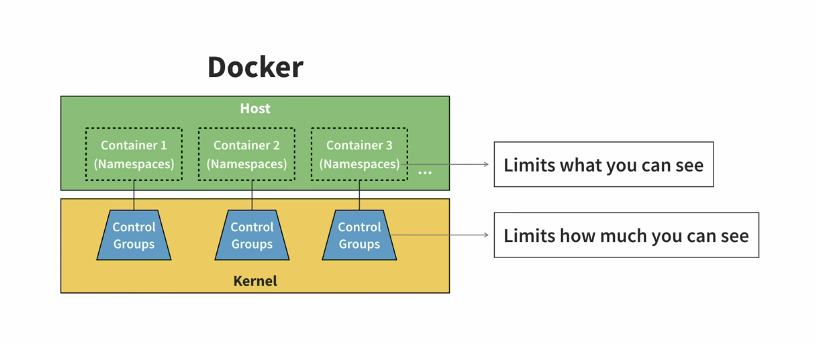 Docker
Host
Container 1
(Namespaces)
Container 2
(Namespaces)
Container 3
(Namespaces)
...
Limits what you can see
Control
Groups
Control
Groups
Control
Groups
Limits how much you can see
Kernel